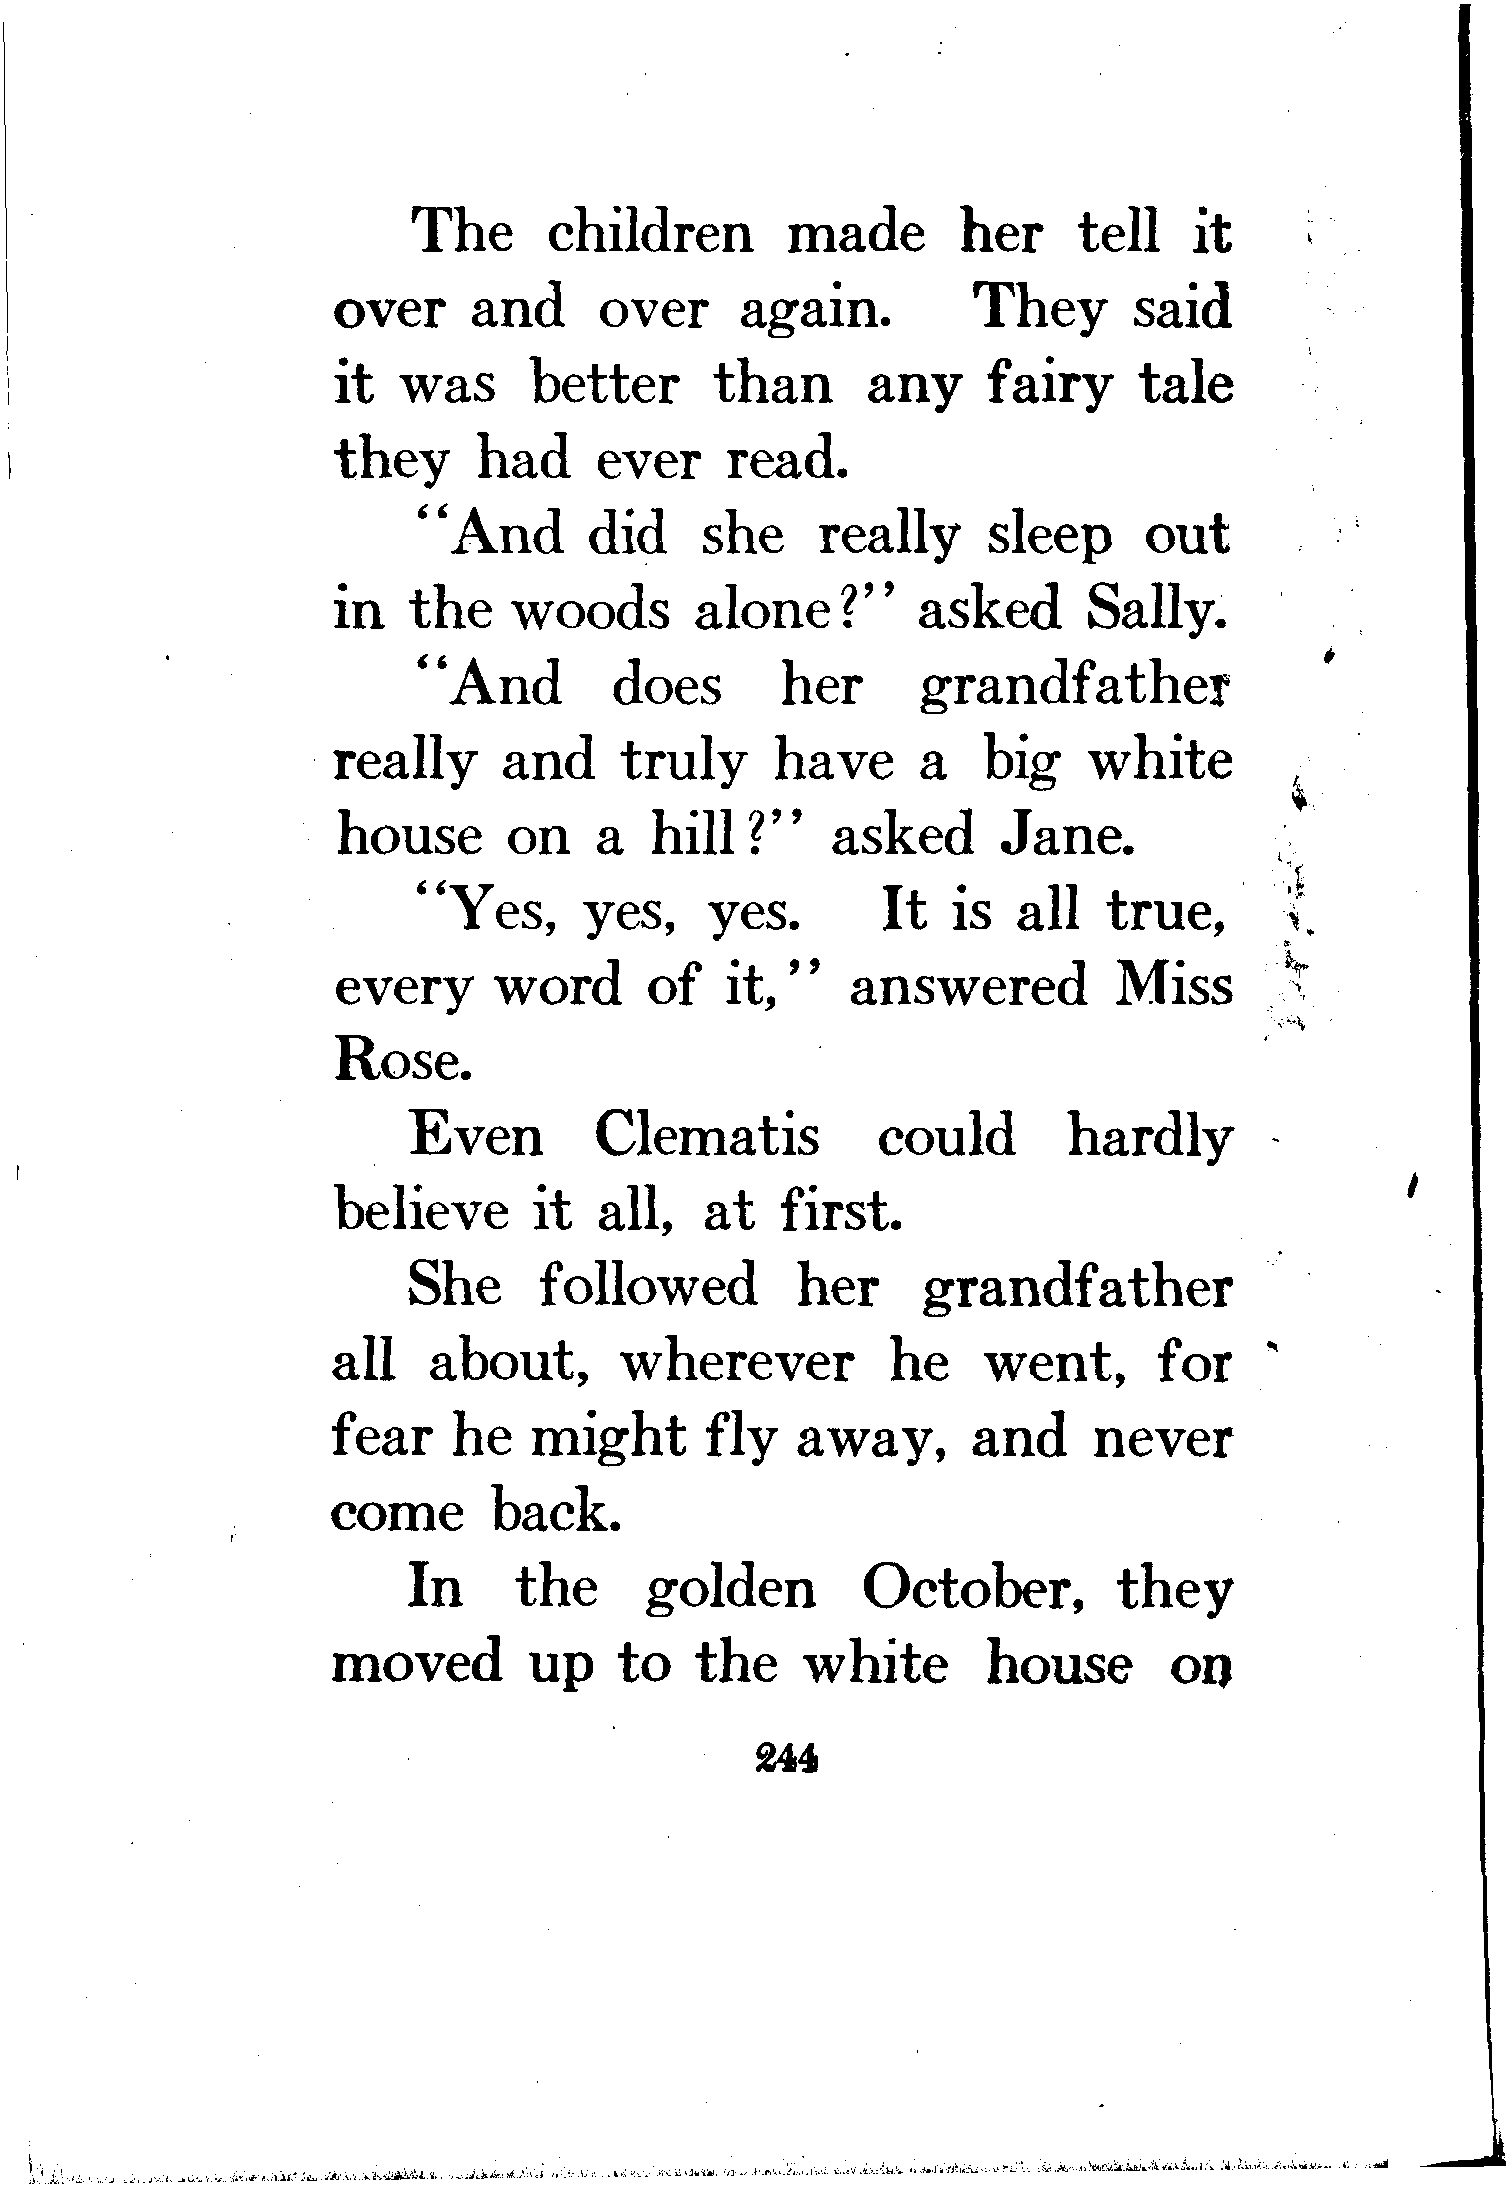 The children made her tell it
over and over again. They said
it was better than any fairy tale
they had ever read.
“And did she really sleep out
in the woods alone?” asked Sally.
“And does her grandfather
really and truly have a big white
house on a hill?” asked Jane.
“Yes, yes, yes. It is all true,
every word of it,” answered Miss
Rose.
Even Clematis could hardly
believe it all, at first.
She followed her grandfather
all about, wherever he went, for
fear he might fly away, and never
come back.
In the golden October, they
moved up to the white house on
244